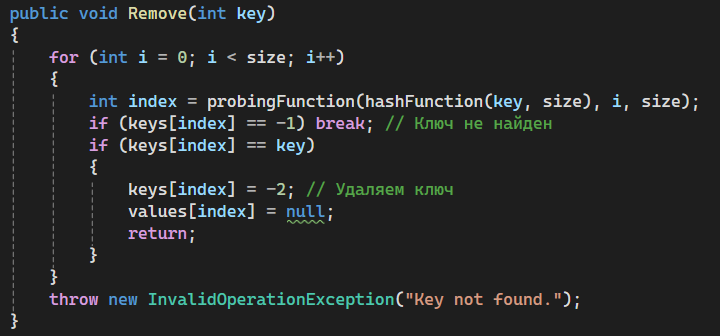 public void Remove(int key)
{
    for (int i = 0; i < size; i++)
    {
        int index = probingFunction(hashFunction(key, size), i, size);
        if (keys[index] == -1) break; // Ключ не найден
        if (keys[index] == key)
        {
            keys[index] = -2; // Удаляем ключ
            values[index] = null;
            return;
        }
    }
    throw new InvalidOperationException("Key not found.");
}